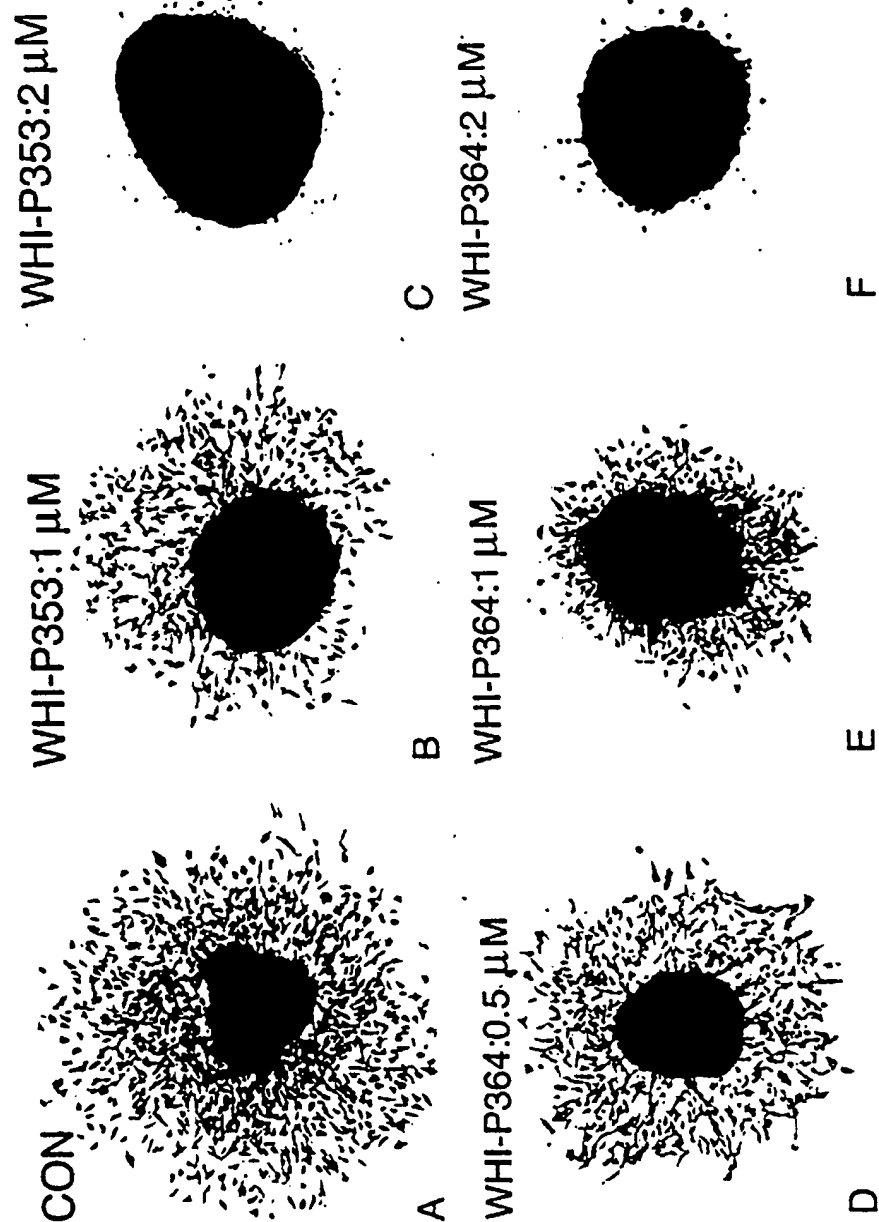 CON
A
WHI-P353:1 μM
B
WHI-P353:2 μM
C
WHI-P364:0.5 μM
D
WHI-P364:1 μM
E
WHI-P364:2 μM
F